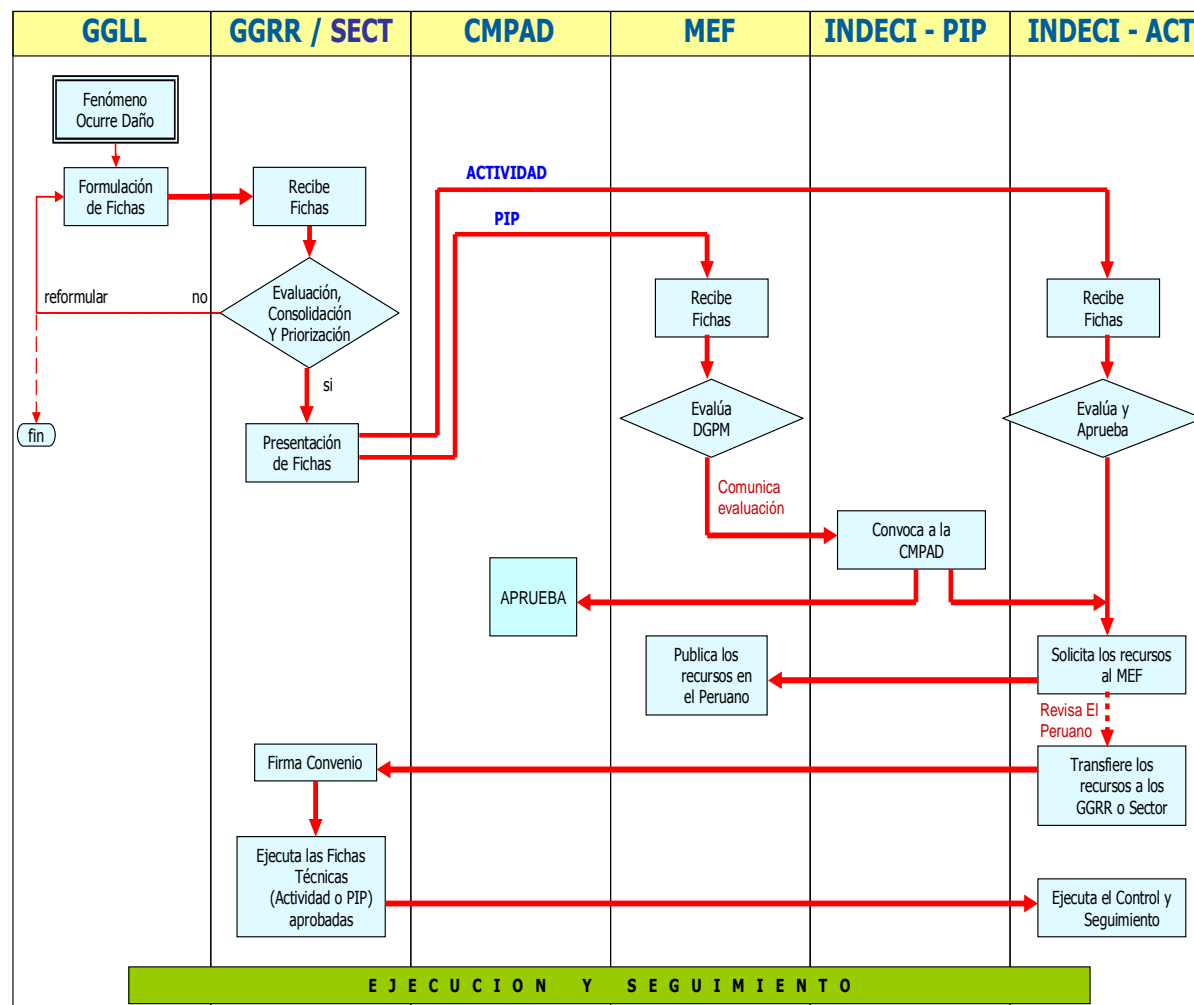 GGLL
GGRR / SECT
CMPAD
MEF
INDECI - PIP
INDECI - ACT
Fenómeno
Ocurre Daño
Formulación
de Fichas
Recibe
Fichas
ACTIVIDAD
PIP
reformular
no
Evaluación,
Consolidación
Y Priorización
Recibe
Fichas
Recibe
Fichas
si
fin
Presentación
de Fichas
Evalúa
DGPM
Evalúa y
Aprueba
Comunica
evaluación
Convoca a la
CMPAD
APRUEBA
Publica los
recursos en
el Peruano
Solicita los recursos
al MEF
Revisa El
Peruano
Firma Convenio
Transfiere los
recursos a los
GGRR o Sector
Ejecuta las Fichas
Técnicas
(Actividad o PIP)
aprobadas
Ejecuta el Control y
Seguimiento
E J E C U C I O N Y S E G U I M I E N T O